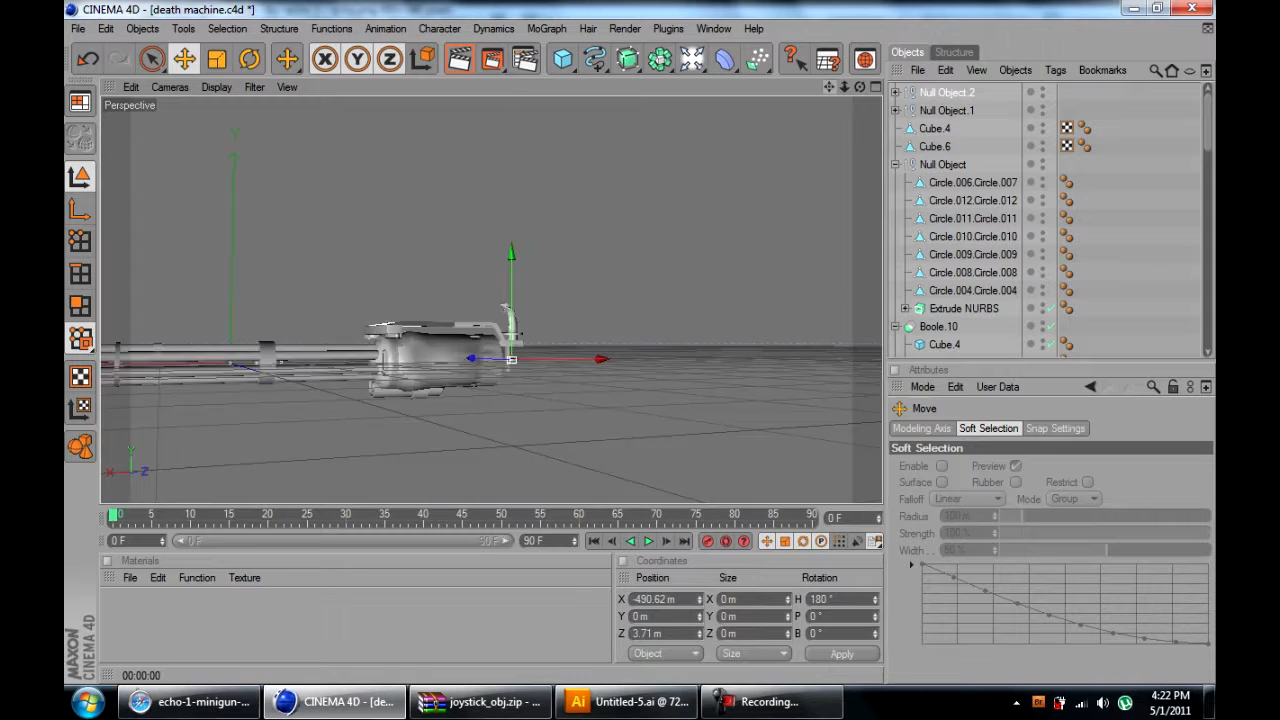 CINEMA 4D - [death machine.c4d *]
File Edit Objects Tools Selection Structure Functions Animation Character Dynamics MoGraph Hair Render Plugins Window Help
Objects Structure
File Edit View Objects Tags Bookmarks
Edit Cameras Display Filter View
Perspective
Null Object.2
Null Object.1
Cube.4
Cube.6
Null Object
Circle.006.Circle.007
Circle.012.Circle.012
Circle.011.Circle.011
Circle.010.Circle.010
Circle.009.Circle.009
Circle.008.Circle.008
Circle.004.Circle.004
Extrude NURBS
Boole.10
Cube.4
Y
Y
X Z
Attributes
Mode Edit User Data
Move
Modeling Axis Soft Selection Snap Settings
Soft Selection
Enable Preview
Surface Rubber Restrict
Falloff Linear Mode Group
Radius 100 m
Strength 100 %
Width . . 50 %
0 5 10 15 20 25 30 35 40 45 50 55 60 65 70 75 80 85 90 0 F
0 F 0 F 90 F 90 F
Materials
File Edit Function Texture
Coordinates
Position Size Rotation
X -490.62 m X 0 m H 180 °
Y 0 m Y 0 m P 0 °
Z 3.71 m Z 0 m B 0 °
Object Size Apply
MAXON
CINEMA 4D
00:00:00
echo-1-minigun-... CINEMA 4D - [de... joystick_obj.zip - ... Ai Untitled-5.ai @ 72... Recording... Br
4:22 PM
5/1/2011